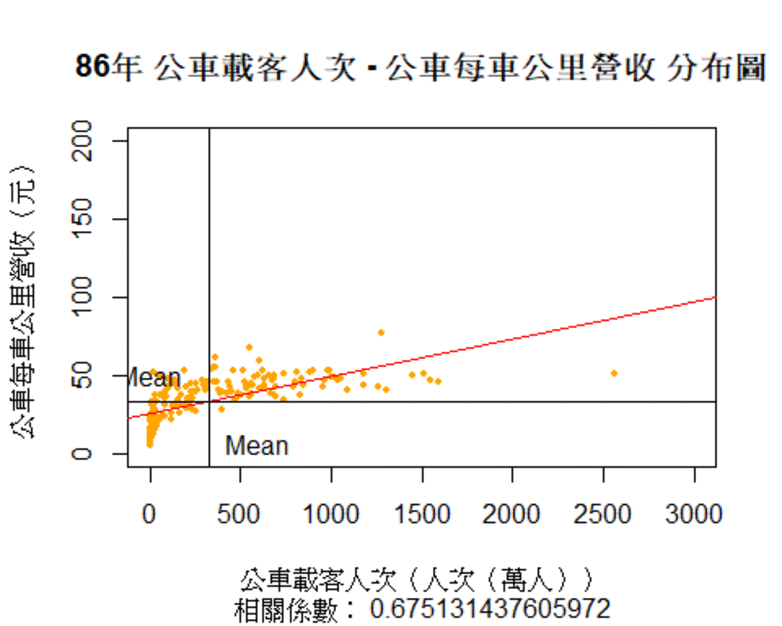 86年 公車載客人次 - 公車每車公里營收 分布圖
公車每車公里營收（元）
200
150
100
50
0
Mean
Mean
0 500 1000 1500 2000 2500 3000
公車載客人次（人次（萬人））
相關係數： 0.675131437605972